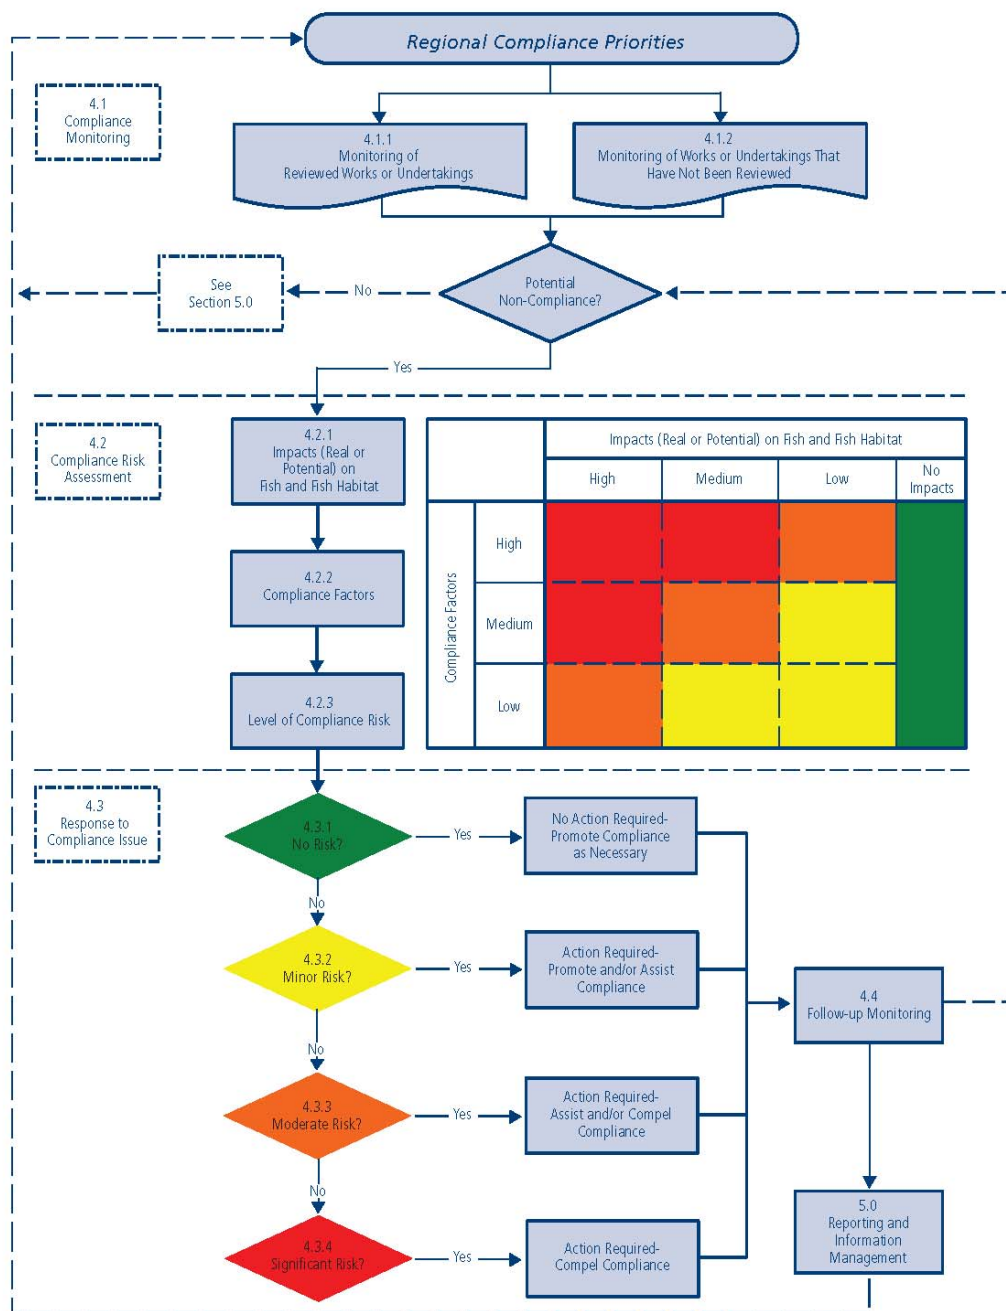 Regional Compliance Priorities
4.1
Compliance
Monitoring
4.1.1
Monitoring of
Reviewed Works or Undertakings
4.1.2
Monitoring of Works or Undertakings That
Have Not Been Reviewed
See
Section 5.0
No
Potential
Non-Compliance?
Yes
4.2
Compliance Risk
Assessment
4.2.1
Impacts (Real or
Potential) on
Fish and Fish Habitat
4.2.2
Compliance Factors
4.2.3
Level of Compliance Risk
Impacts (Real or Potential) on Fish and Fish Habitat
High
Medium
Low
No
Impacts
Compliance Factors
High
Medium
Low
4.3
Response to
Compliance Issue
4.3.1
No Risk?
Yes
No Action Required-
Promote Compliance
as Necessary
No
4.3.2
Minor Risk?
Yes
Action Required-
Promote and/or Assist
Compliance
4.4
Follow-up Monitoring
No
4.3.3
Moderate Risk?
Yes
Action Required-
Assist and/or Compel
Compliance
No
4.3.4
Significant Risk?
Yes
Action Required-
Compel Compliance
5.0
Reporting and
Information
Management